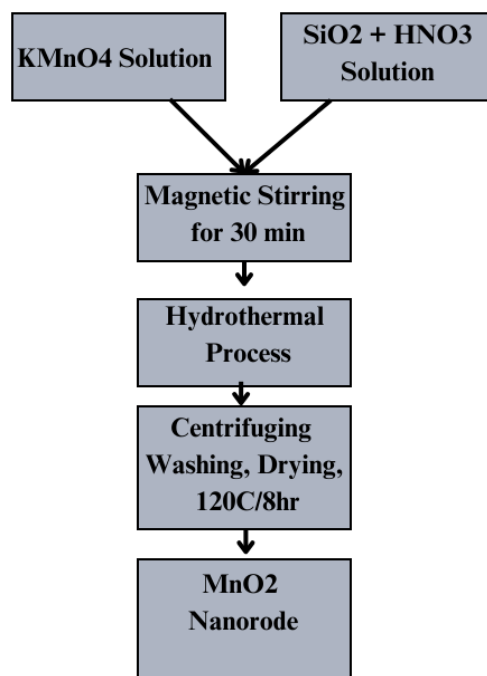 KMnO4 Solution
SiO2 + HNO3
Solution
Magnetic Stirring
for 30 min
Hydrothermal
Process
Centrifuging
Washing, Drying,
120C/8hr
MnO2
Nanorode